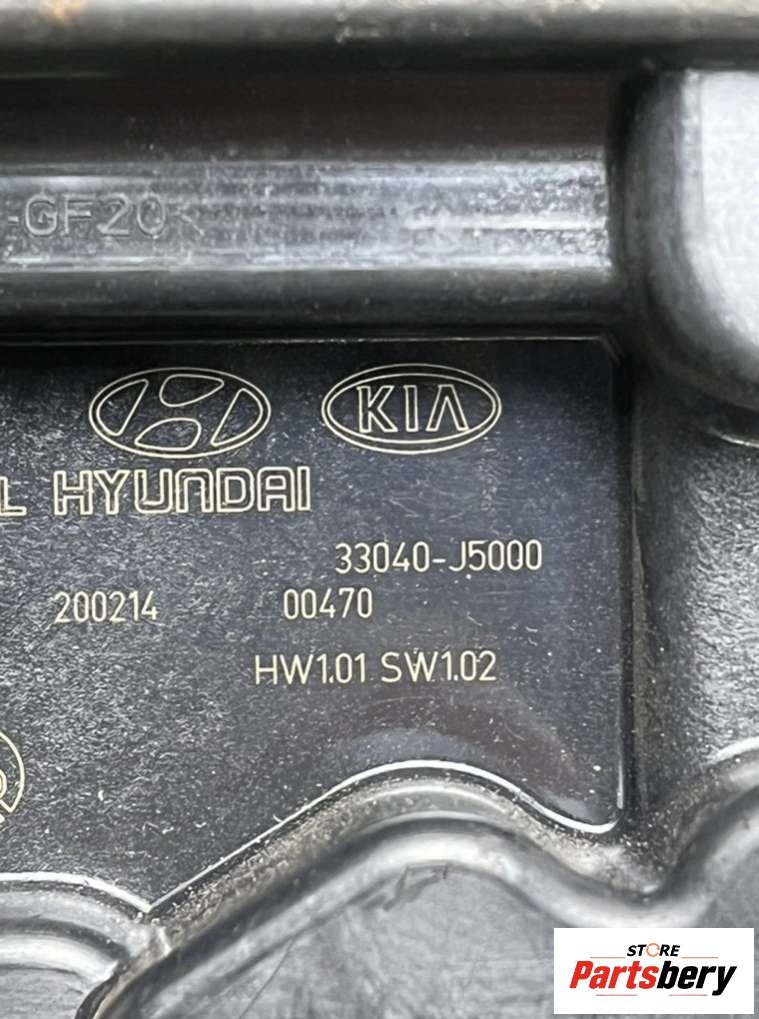 -GF20
KIA
L HYUNDAI
33040-J5000
200214 00470
HW1.01 SW1.02
STORE
Partsbery